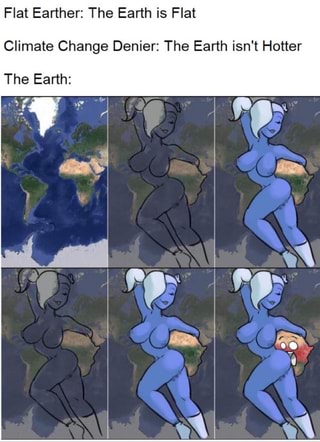 Flat Earther: The Earth is Flat
Climate Change Denier: The Earth isn't Hotter
The Earth: